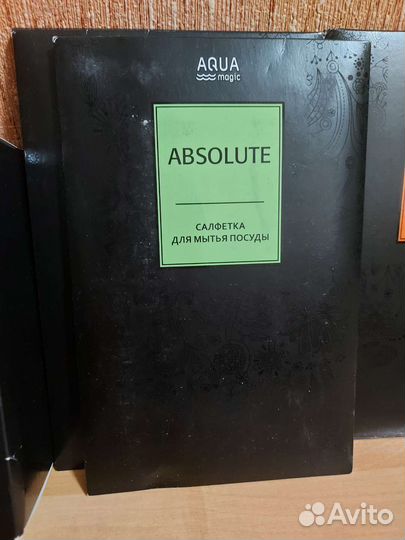 AQUA
magic
ABSOLUTE
САЛФЕТКА
ДЛЯ МЫТЬЯ ПОСУДЫ
Avito